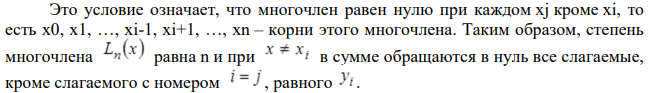 Это условие означает, что многочлен равен нулю при каждом xj кроме xi, то
есть x0, x1, …, xi-1, xi+1, …, xn – корни этого многочлена. Таким образом, степень
многочлена Lₙ(x) равна n и при x ≠ xᵢ в сумме обращаются в нуль все слагаемые,
кроме слагаемого с номером i = j, равного yᵢ.